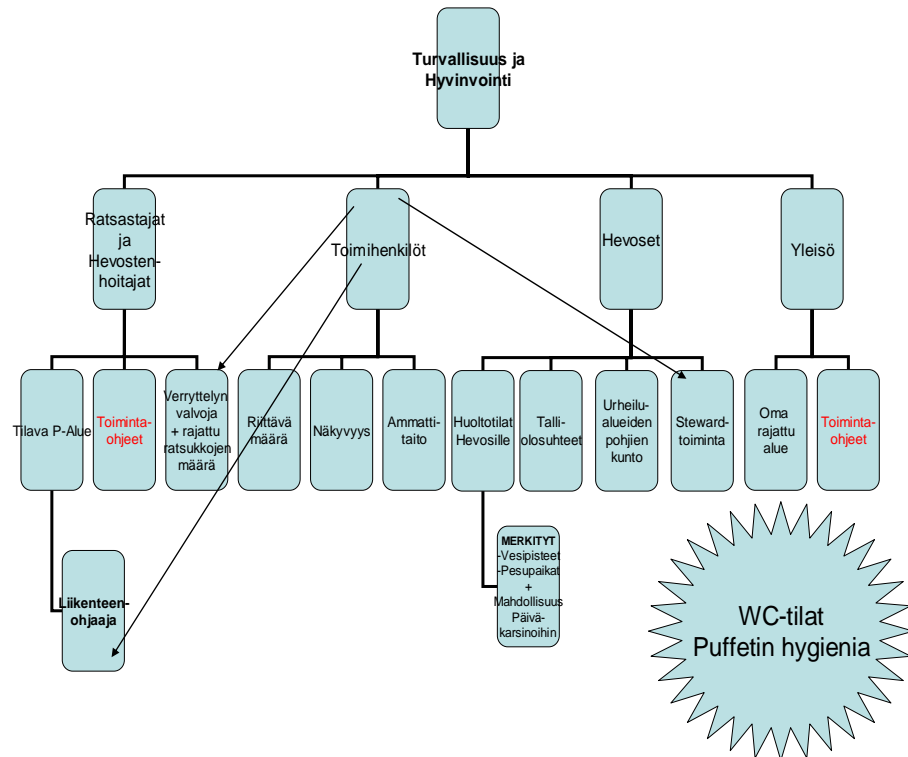 Turvallisuus ja
Hyvinvointi
Ratsastajat
ja
Hevosten-
hoitajat
Toimihenkilöt
Hevoset
Yleisö
Tilava P-Alue
Toiminta-
ohjeet
Verryttelyn
valvoja
+ rajattu
ratsukkojen
määrä
Riittävä
määrä
Näkyvyys
Ammatti-
taito
Huoltotilat
Hevosille
Talli-
olosuhteet
Urheilu-
alueiden
pohjien
kunto
Steward-
toiminta
Oma
rajattu
alue
Toiminta-
ohjeet
Liikenteen-
ohjaaja
MERKITYT
-Vesipisteet
-Pesupaikat
+
Mahdollisuus
Päivä-
karsinoihin
WC-tilat
Puffetin hygienia